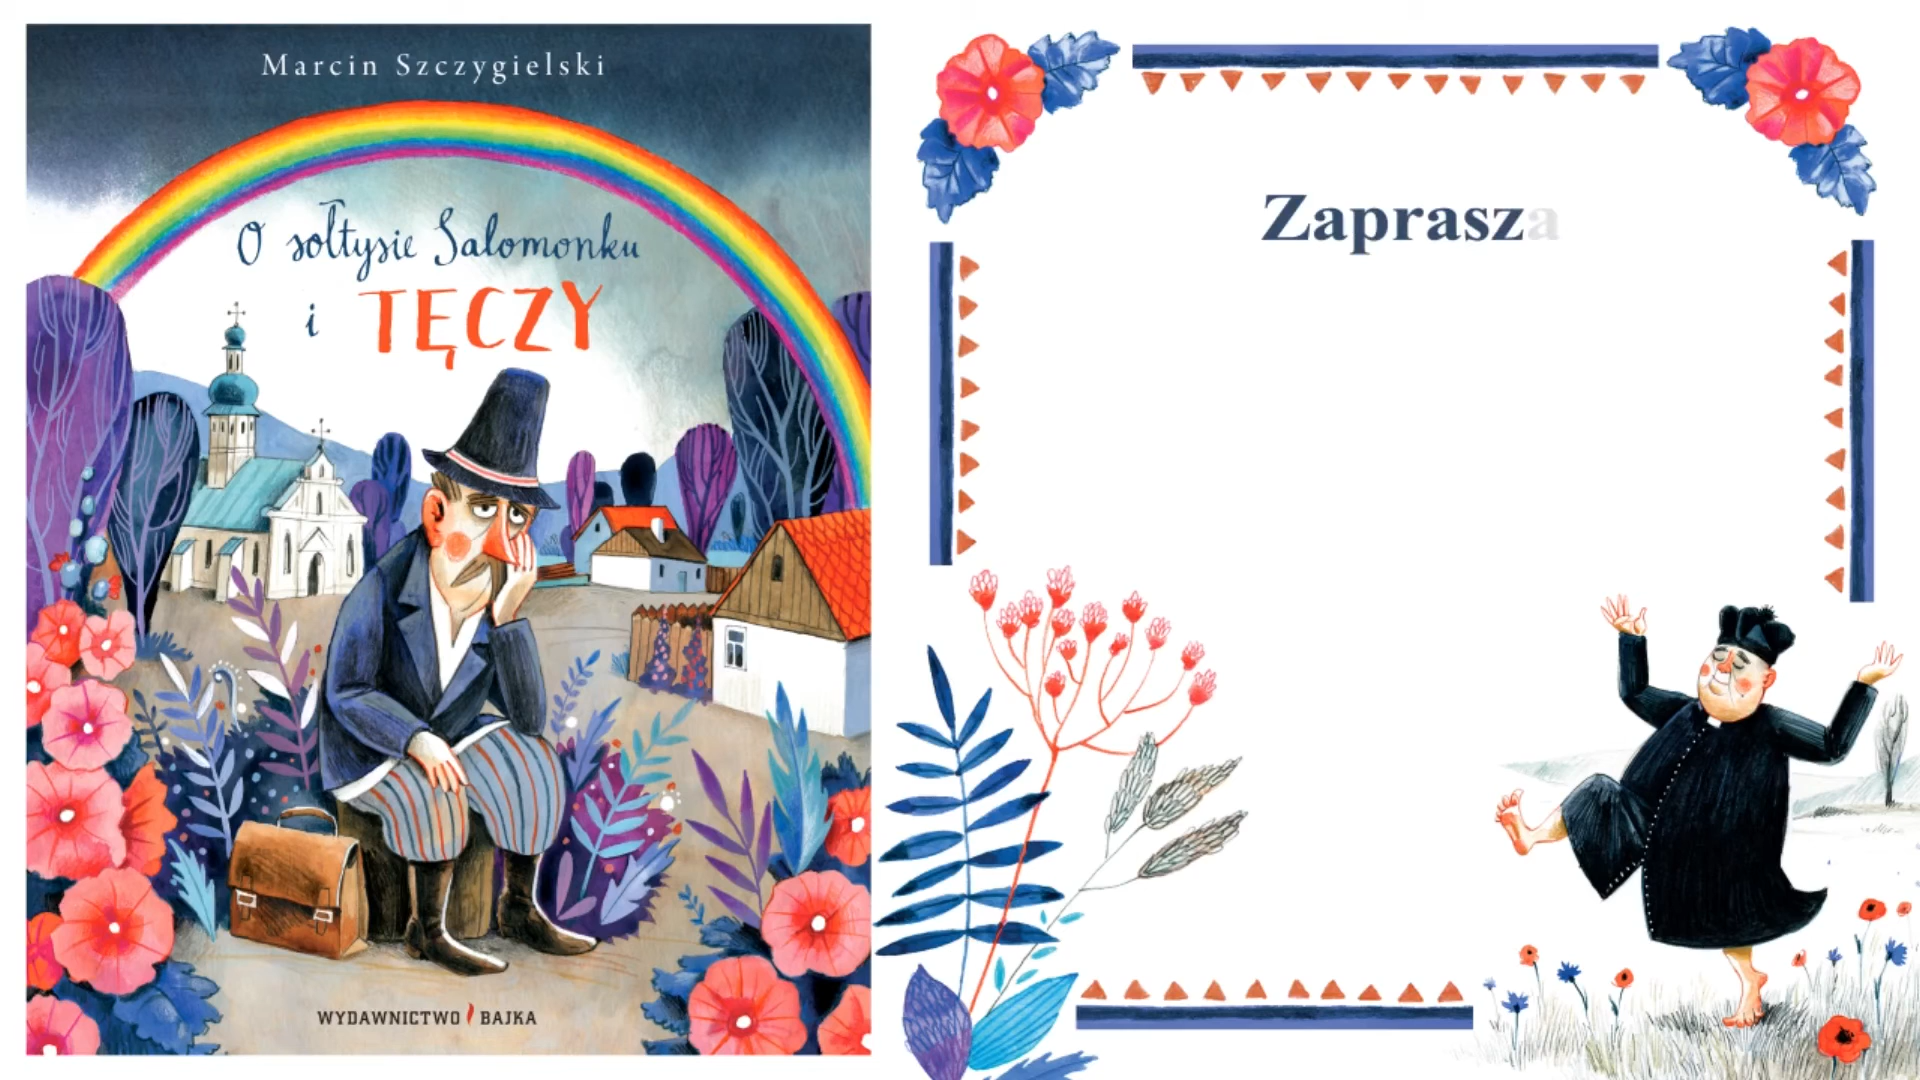 Marcin Szczygielski
O sołtysie Salomonku
i TĘCZY
WYDAWNICTWO BAJKA
Zaprasza